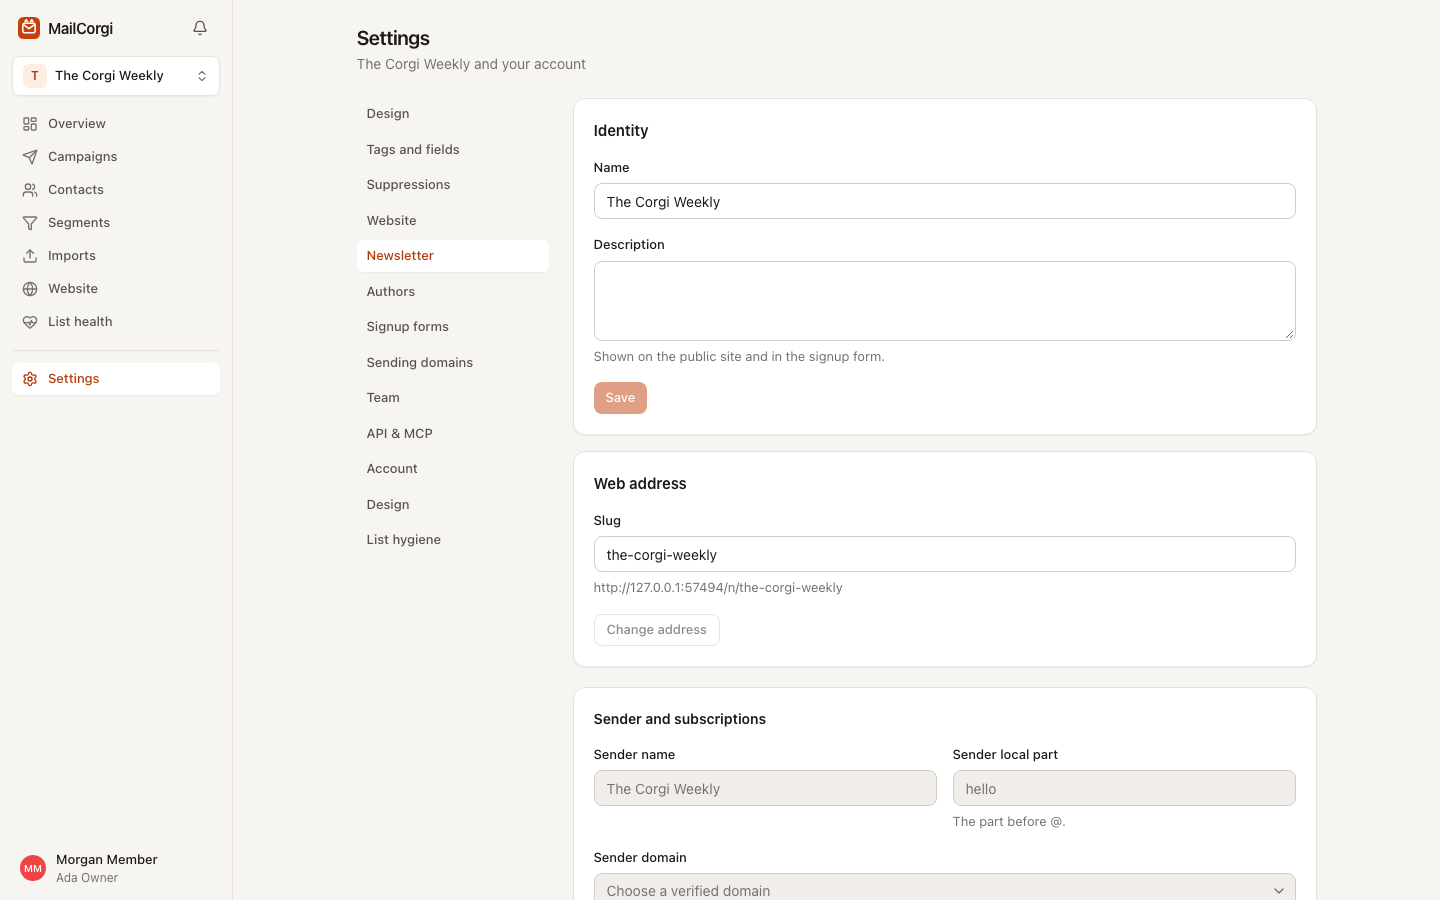 MailCorgi
T
The Corgi Weekly
Overview
Campaigns
Contacts
Segments
Imports
Website
List health
Settings
MM
Morgan Member
Ada Owner
Settings
The Corgi Weekly and your account
Design
Tags and fields
Suppressions
Website
Newsletter
Authors
Signup forms
Sending domains
Team
API & MCP
Account
Design
List hygiene
Identity
Name
The Corgi Weekly
Description
Shown on the public site and in the signup form.
Save
Web address
Slug
the-corgi-weekly
http://127.0.0.1:57494/n/the-corgi-weekly
Change address
Sender and subscriptions
Sender name
Sender local part
The Corgi Weekly
hello
The part before @.
Sender domain
Choose a verified domain